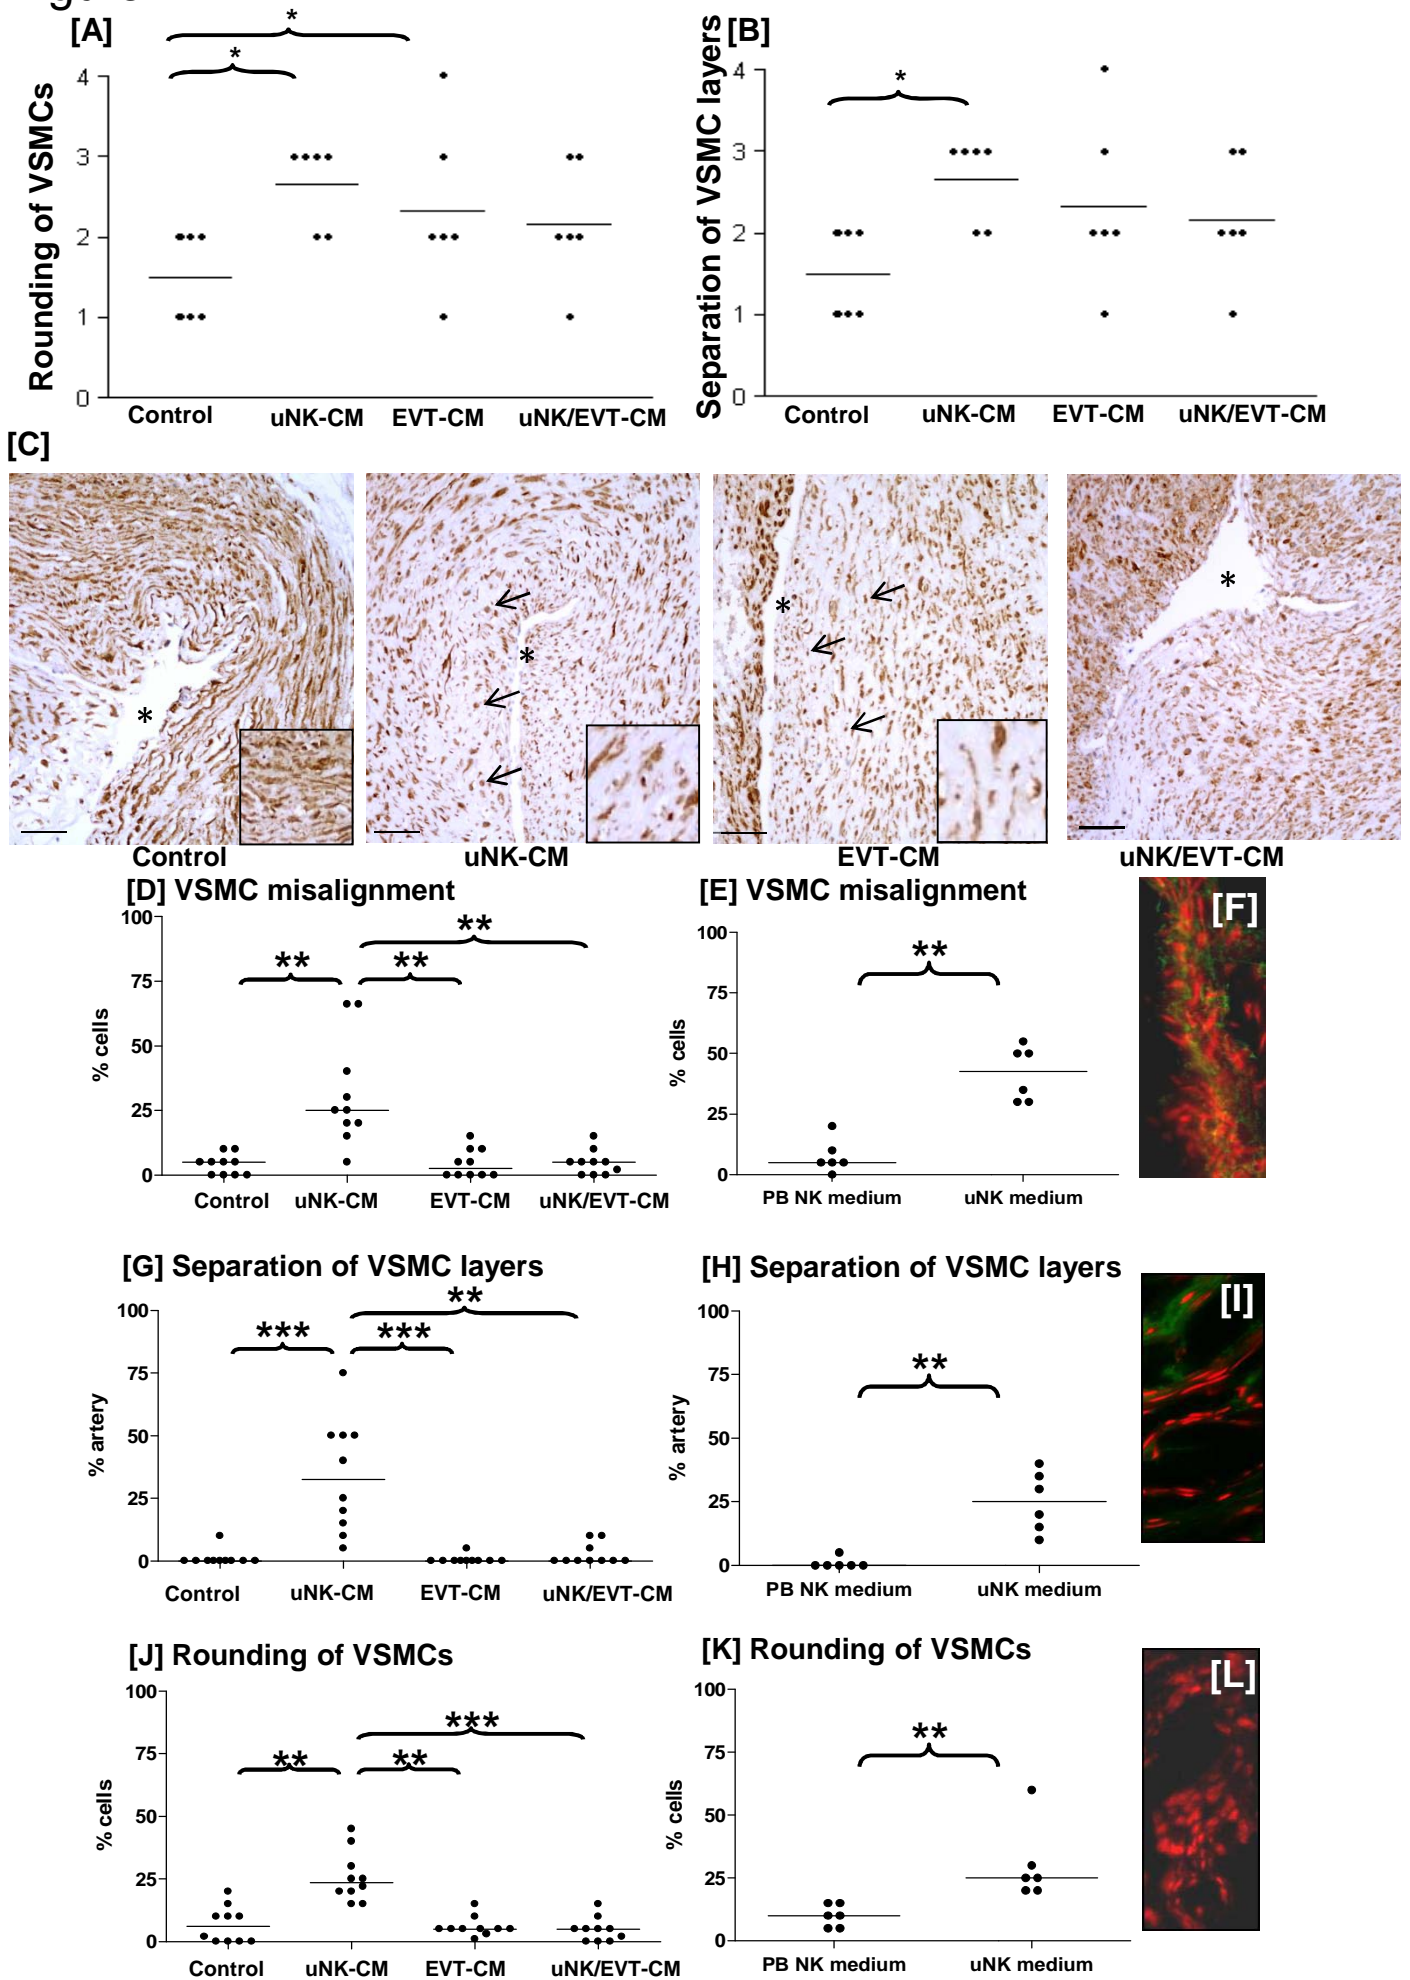 [A]
[B]
*
*
*
Rounding of VSMCs
4
3
2
1
0
Control uNK-CM EVT-CM uNK/EVT-CM
Separation of VSMC layers
4
3
2
1
0
Control uNK-CM EVT-CM uNK/EVT-CM
[C]
* * * *
Control uNK-CM EVT-CM uNK/EVT-CM
[D] VSMC misalignment
** ** **
% cells
100
75
50
25
0
Control uNK-CM EVT-CM uNK/EVT-CM
[E] VSMC misalignment
**
% cells
100
75
50
25
0
PB NK medium uNK medium
[F]
[G] Separation of VSMC layers
*** *** **
% artery
100
75
50
25
0
Control uNK-CM EVT-CM uNK/EVT-CM
[H] Separation of VSMC layers
**
% artery
100
75
50
25
0
PB NK medium uNK medium
[I]
[J] Rounding of VSMCs
** ** ***
% cells
100
75
50
25
0
Control uNK-CM EVT-CM uNK/EVT-CM
[K] Rounding of VSMCs
**
% cells
100
75
50
25
0
PB NK medium uNK medium
[L]